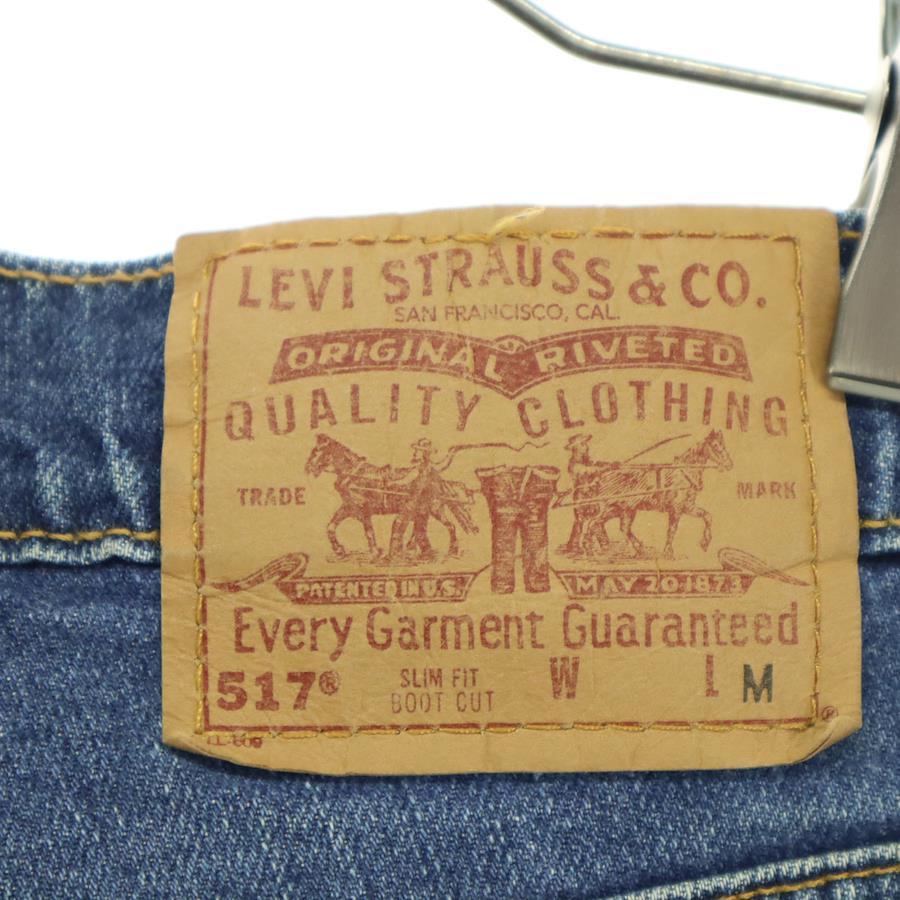 LEVI STRAUSS & CO.
SAN FRANCISCO, CAL.
ORIGINAL RIVETED
QUALITY CLOTHING
TRADE MARK
PATENTED IN U.S. MAY 20 1873
Every Garment Guaranteed
517® SLIM FIT BOOT CUT W L M
®